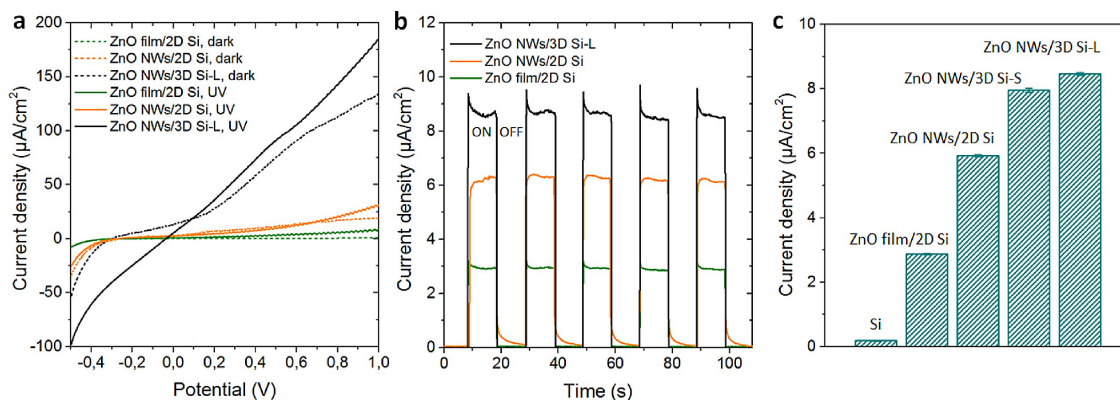 a
200
150
100
50
0
-50
-100
-0,4 -0,2 0,0 0,2 0,4 0,6 0,8 1,0
Current density (µA/cm²)
Potential (V)
ZnO film/2D Si, dark
ZnO NWs/2D Si, dark
ZnO NWs/3D Si-L, dark
ZnO film/2D Si, UV
ZnO NWs/2D Si, UV
ZnO NWs/3D Si-L, UV
b
12
10
8
6
4
2
0
0 20 40 60 80 100
Current density (µA/cm²)
Time (s)
ZnO NWs/3D Si-L
ZnO NWs/2D Si
ZnO film/2D Si
ON OFF
c
10
8
6
4
2
0
Current density (µA/cm²)
ZnO NWs/3D Si-L
ZnO NWs/3D Si-S
ZnO NWs/2D Si
ZnO film/2D Si
Si